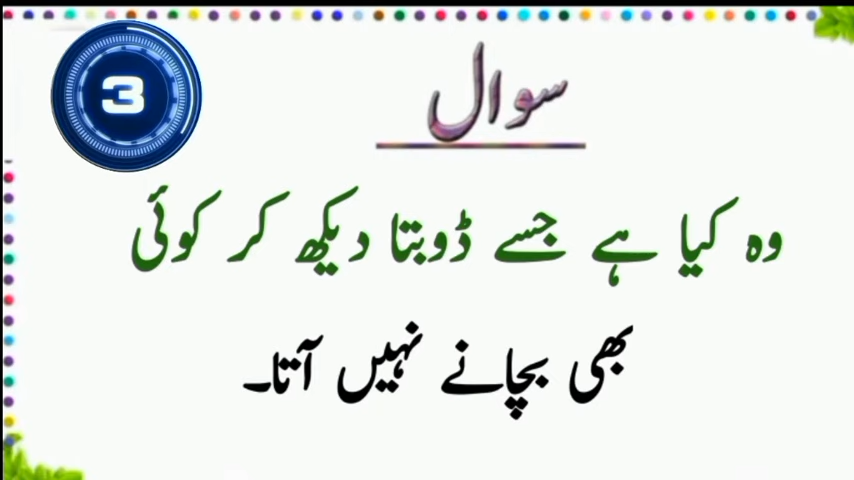 3
سوال
وہ کیا ہے جسے ڈوبتا دیکھ کر کوئی
بھی بچانے نہیں آتا۔